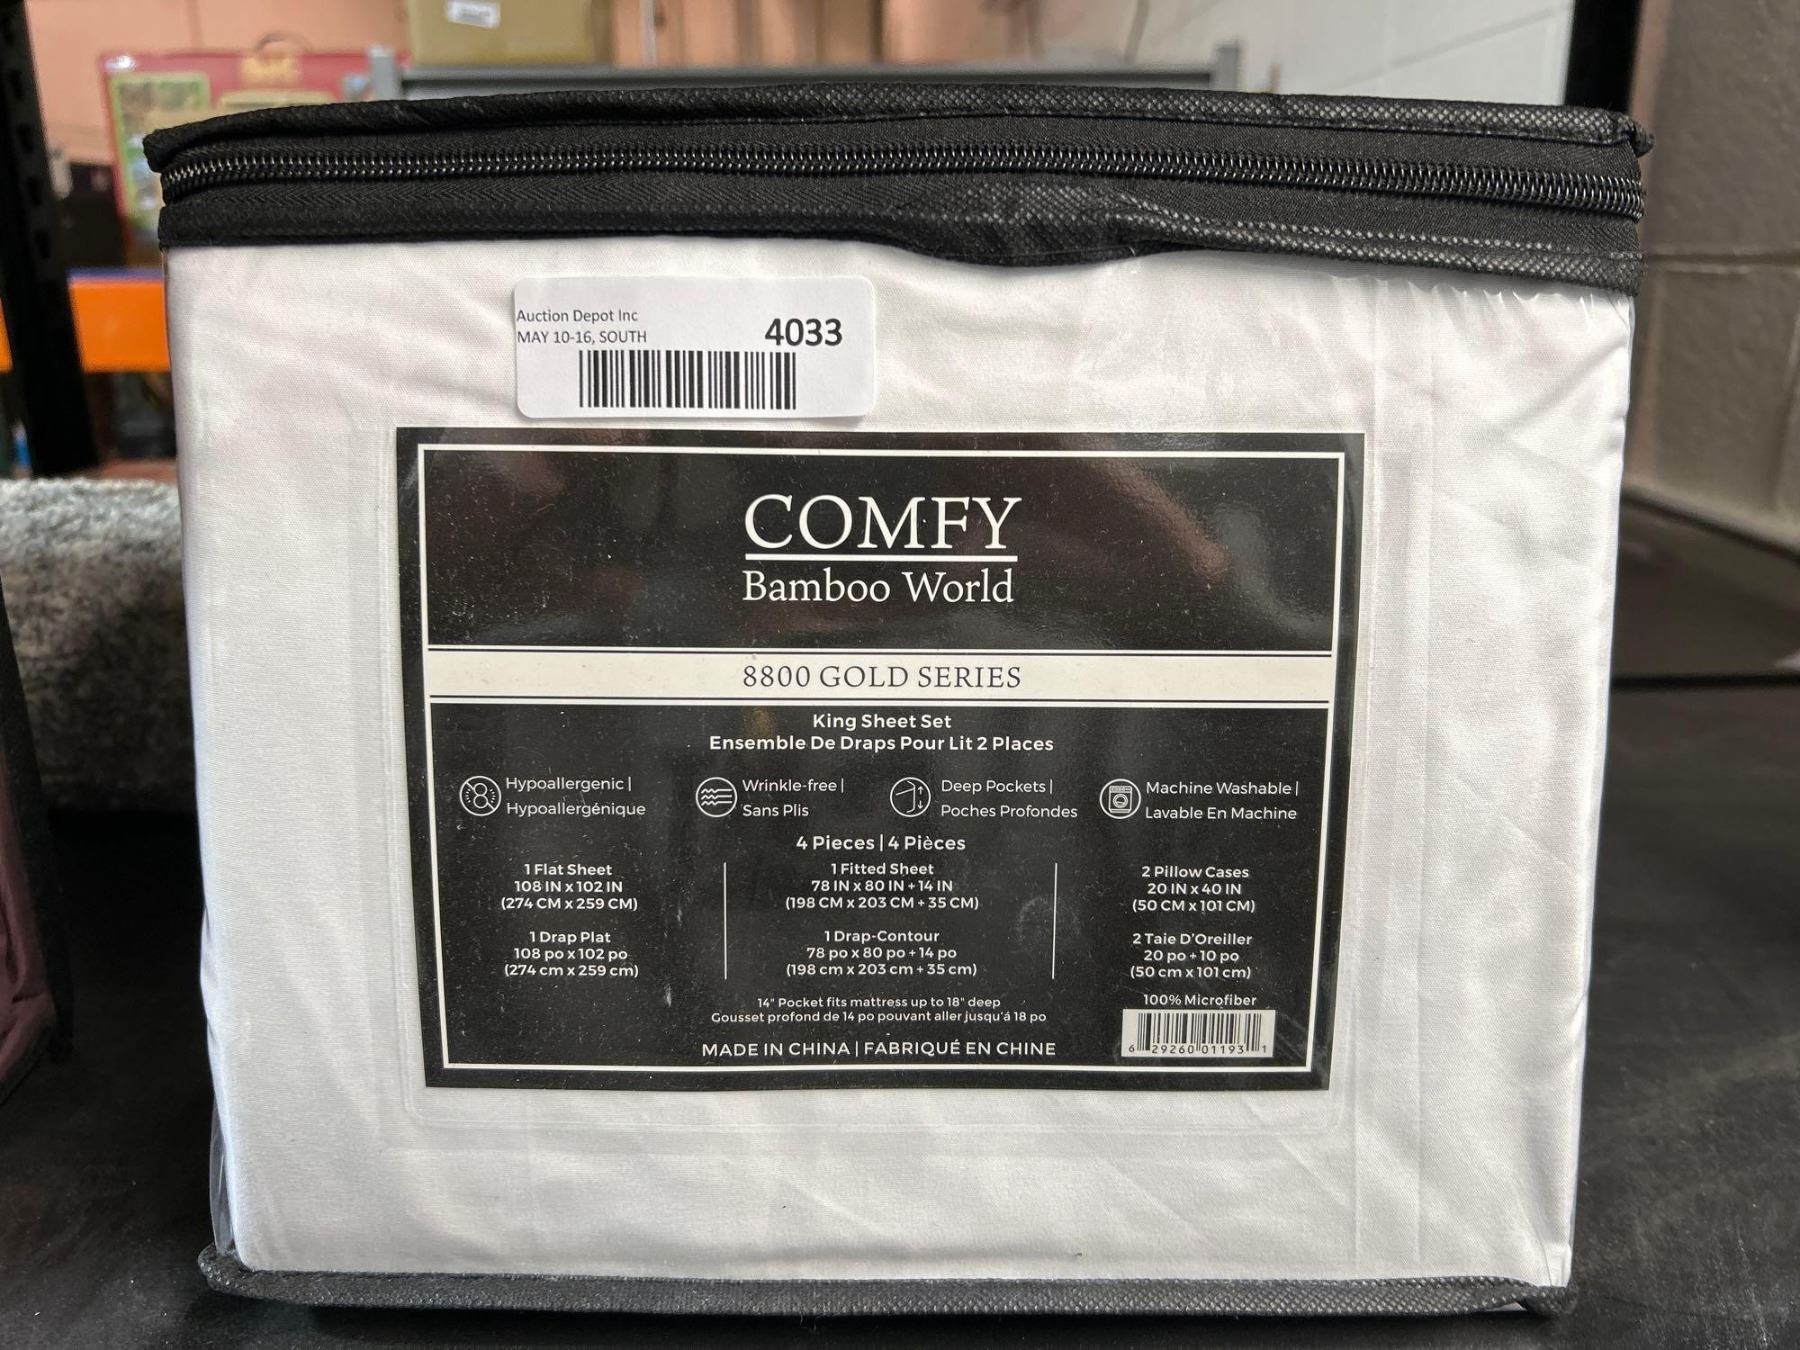 Auction Depot Inc
MAY 10-16, SOUTH
4033
COMFY
Bamboo World
8800 GOLD SERIES
King Sheet Set
Ensemble De Draps Pour Lit 2 Places
Hypoallergenic |
Hypoallergénique
Wrinkle-free |
Sans Plis
Deep Pockets |
Poches Profondes
Machine Washable |
Lavable En Machine
4 Pieces | 4 Pièces
1 Flat Sheet
108 IN x 102 IN
(274 CM x 259 CM)
1 Drap Plat
108 po x 102 po
(274 cm x 259 cm)
1 Fitted Sheet
78 IN x 80 IN + 14 IN
(198 CM x 203 CM + 35 CM)
1 Drap-Contour
78 po x 80 po + 14 po
(198 cm x 203 cm + 35 cm)
2 Pillow Cases
20 IN x 40 IN
(50 CM x 101 CM)
2 Taie D'Oreiller
20 po + 10 po
(50 cm x 101 cm)
14" Pocket fits mattress up to 18" deep
Gousset profond de 14 po pouvant aller jusqu'á 18 po
MADE IN CHINA | FABRIQUÉ EN CHINE
100% Microfiber
6 29260 01193 1